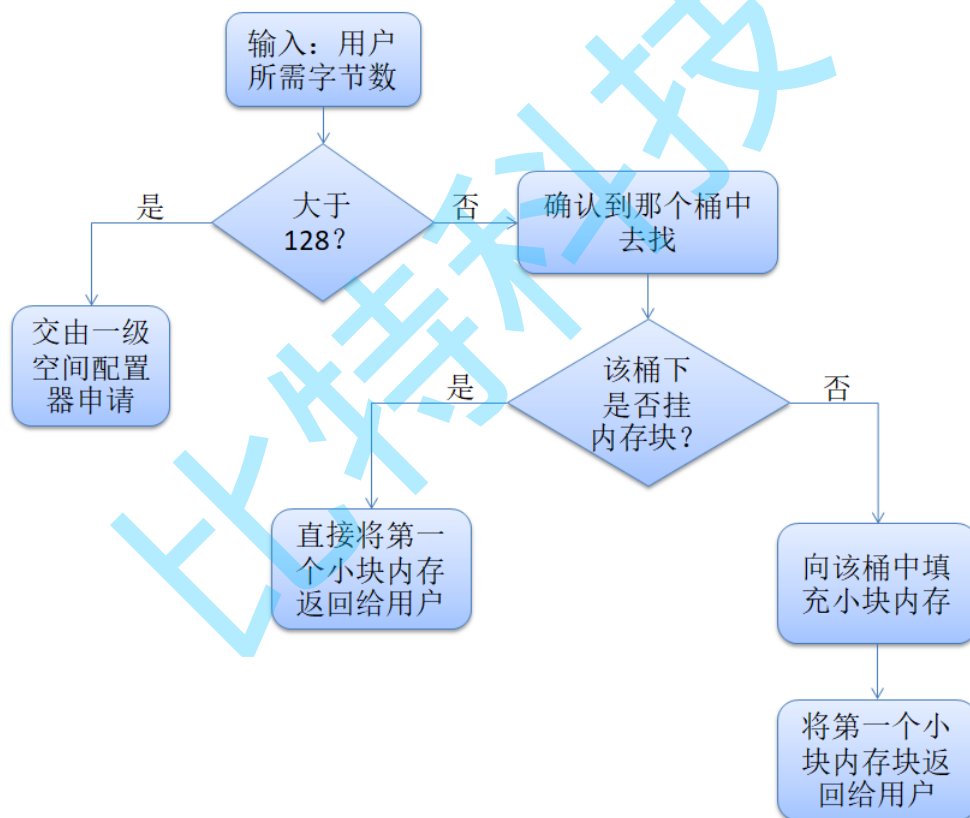 输入：用户
所需字节数
大于
128？
是
否
确认到那个桶中
去找
交由一级
空间配置
器申请
该桶下
是否挂
内存块？
是
否
直接将第一
个小块内存
返回给用户
向该桶中填
充小块内存
将第一个小
块内存块返
回给用户
比特科技